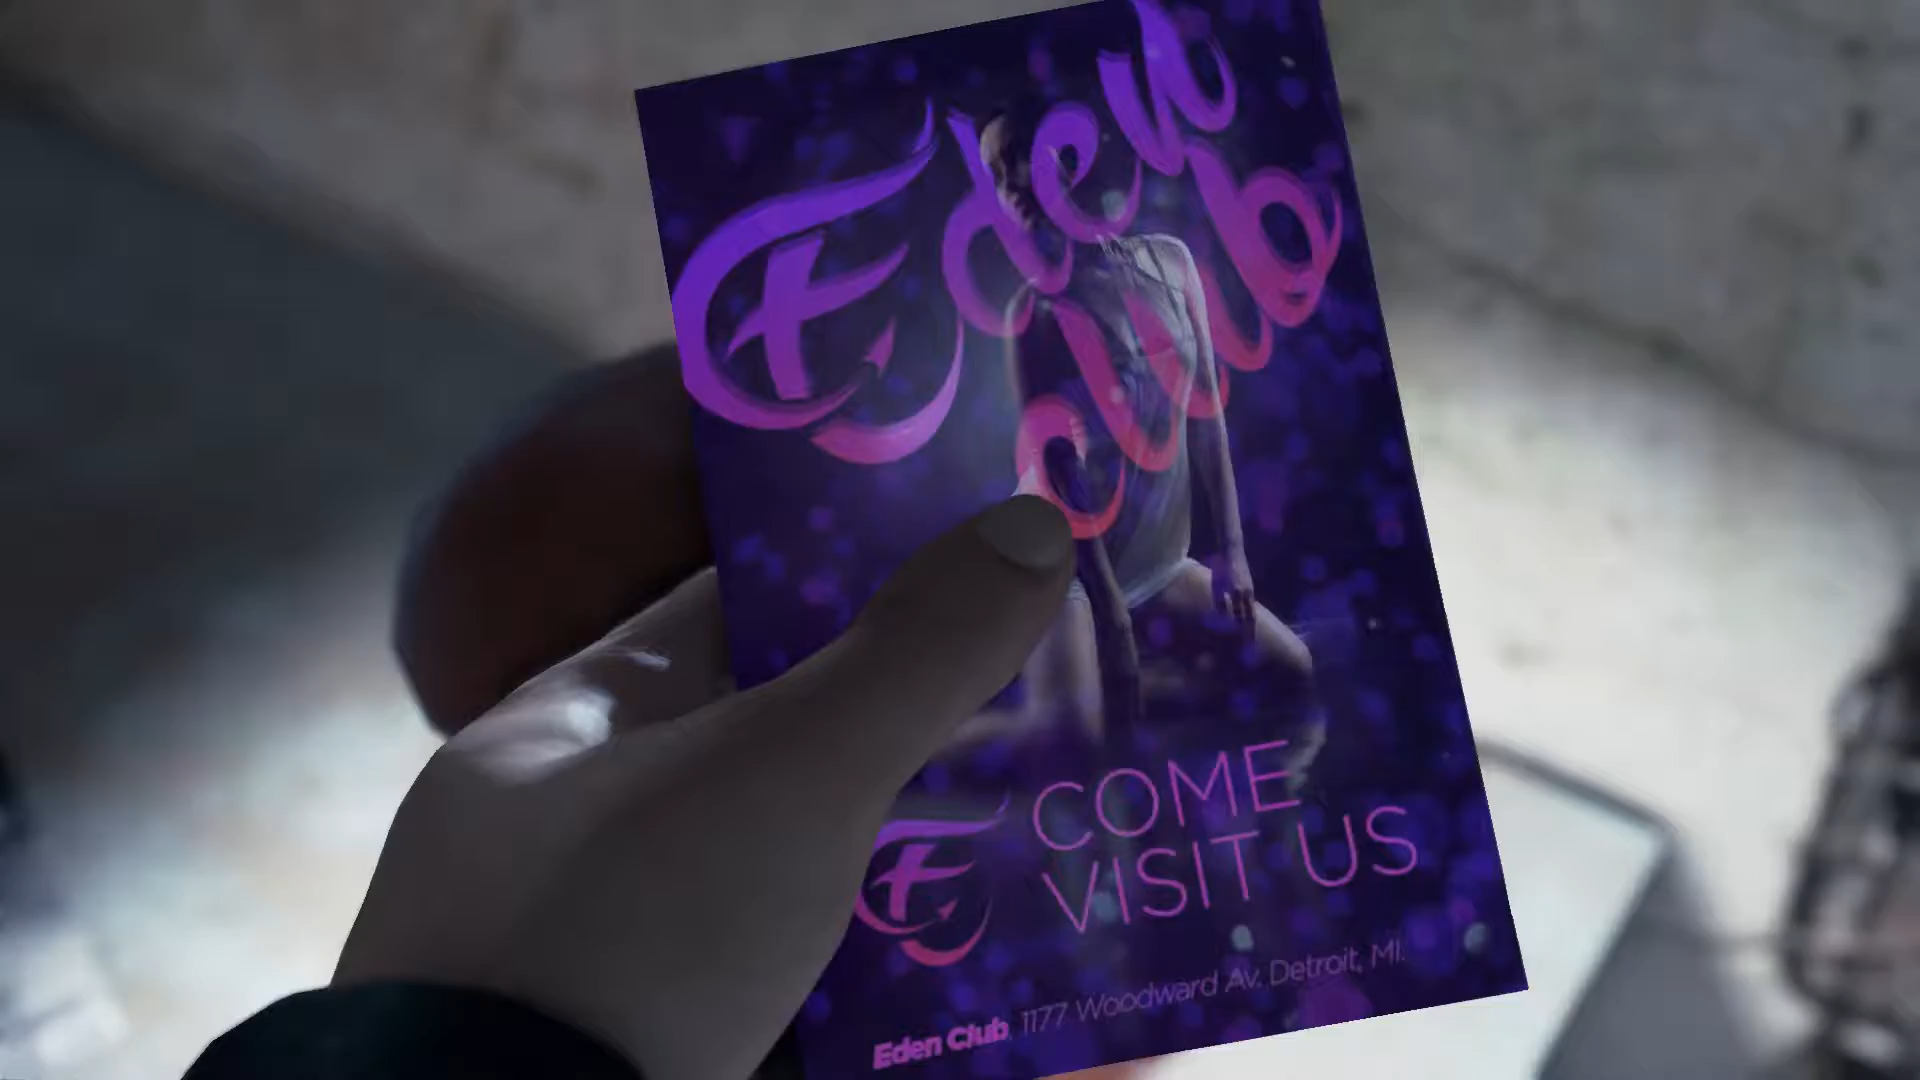 Eden
club
COME
VISIT US
Eden Club, 1177 Woodward Av. Detroit, MI.